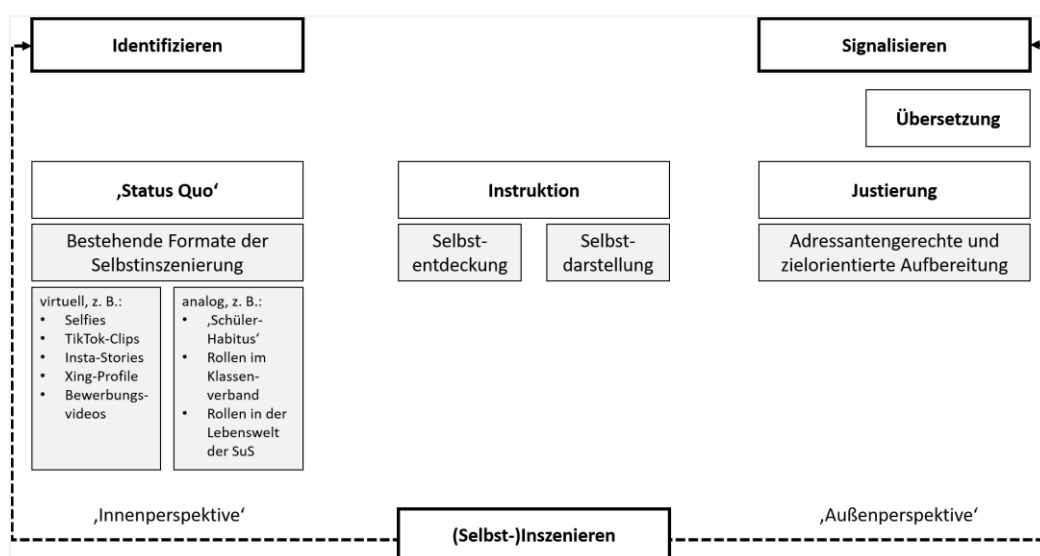 Identifizieren
Signalisieren
Übersetzung
‚Status Quo‘
Instruktion
Justierung
Bestehende Formate der
Selbstinszenierung
Selbst-
entdeckung
Selbst-
darstellung
Adressantengerechte und
zielorientierte Aufbereitung
virtuell, z. B.:
• Selfies
• TikTok-Clips
• Insta-Stories
• Xing-Profile
• Bewerbungs-
videos
analog, z. B.:
• ‚Schüler-
Habitus‘
• Rollen im
Klassen-
verband
• Rollen in der
Lebenswelt
der SuS
‚Innenperspektive‘
(Selbst-)Inszenieren
‚Außenperspektive‘